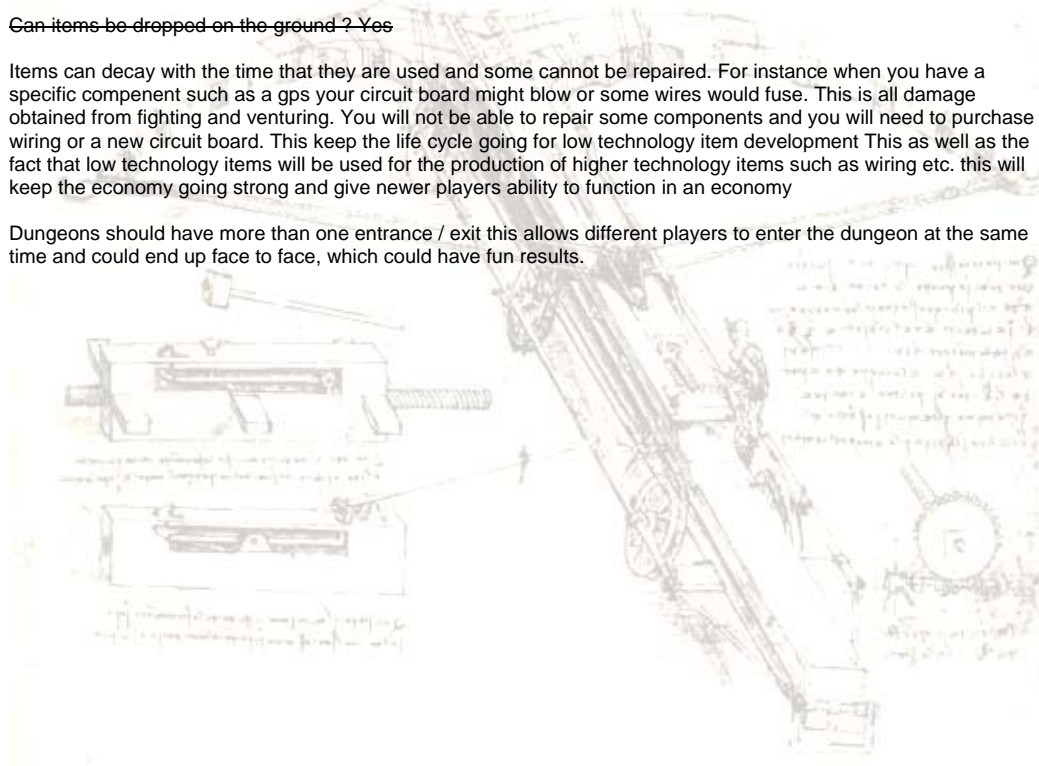 Can items be dropped on the ground ? Yes
Items can decay with the time that they are used and some cannot be repaired. For instance when you have a
specific compenent such as a gps your circuit board might blow or some wires would fuse. This is all damage
obtained from fighting and venturing. You will not be able to repair some components and you will need to purchase
wiring or a new circuit board. This keep the life cycle going for low technology item development This as well as the
fact that low technology items will be used for the production of higher technology items such as wiring etc. this will
keep the economy going strong and give newer players ability to function in an economy
Dungeons should have more than one entrance / exit this allows different players to enter the dungeon at the same
time and could end up face to face, which could have fun results.